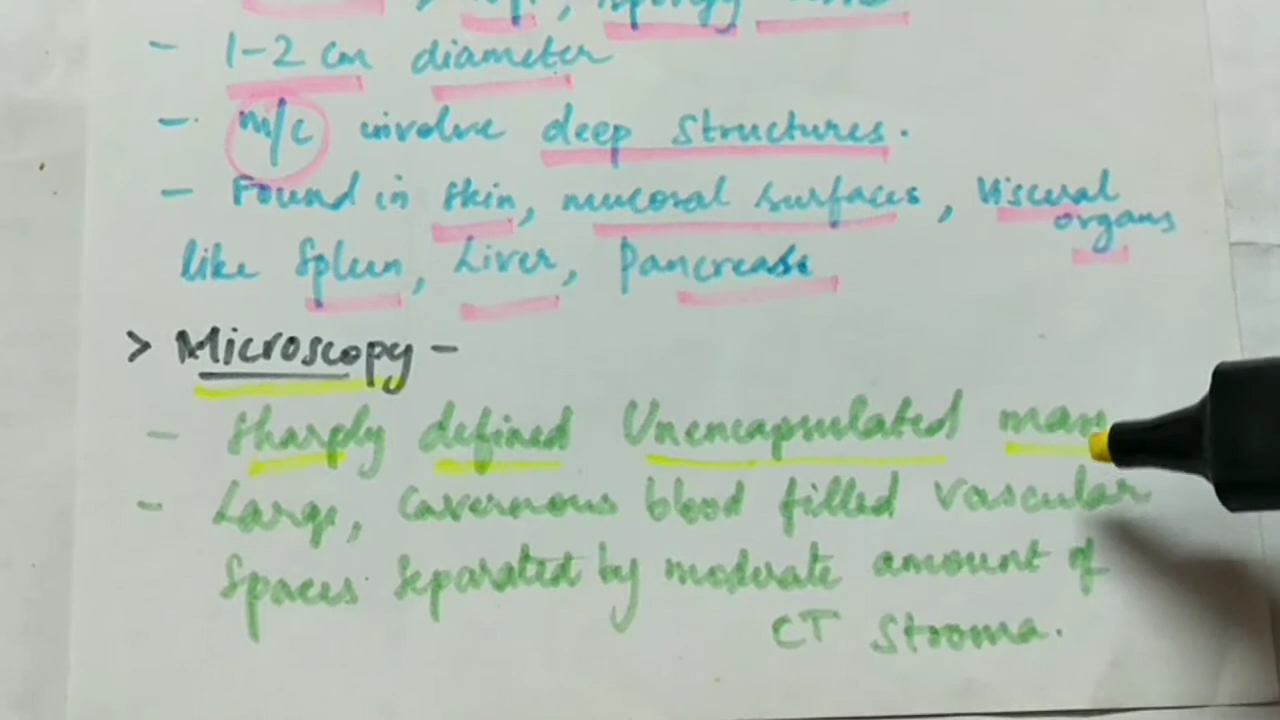 - 1-2 cm diameter
- m/c involve deep structures.
- Found in skin, mucosal surfaces, visceral
organs
like Spleen, Liver, Pancrease
> Microscopy -
- Sharply defined Unencapsulated mass
- Large, Cavernous blood filled vascular
Spaces separated by moderate amount of
CT Stroma.